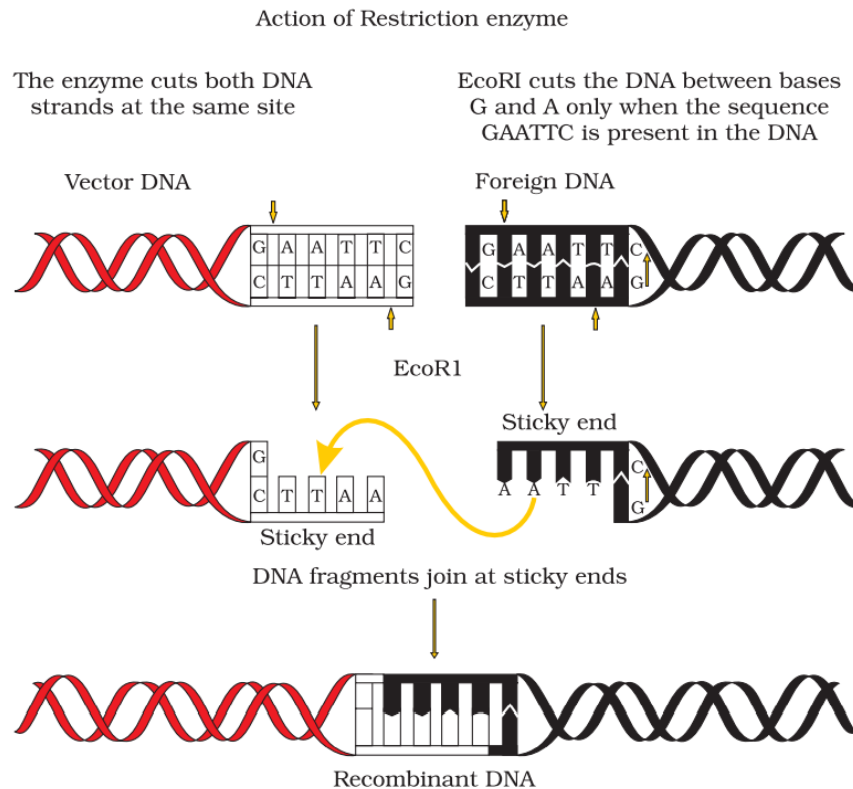 Action of Restriction enzyme
The enzyme cuts both DNA
strands at the same site
EcoRI cuts the DNA between bases
G and A only when the sequence
GAATTC is present in the DNA
Vector DNA
Foreign DNA
G A A T T C
C T T A A G
G A A T T C
C T T A A G
EcoR1
Sticky end
G
C T T A A
Sticky end
A A T T
C
G
DNA fragments join at sticky ends
Recombinant DNA